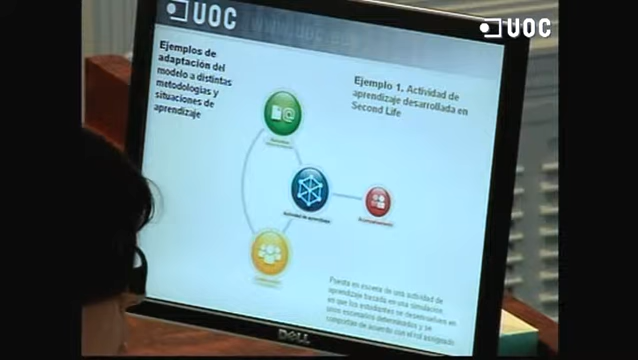 UOC
UOC
Ejemplos de
adaptación del
modelo a distintas
metodologías y
situaciones de
aprendizaje
Ejemplo 1. Actividad de
aprendizaje desarrollada en
Second Life
@
Actividad de aprendizaje
Puesta en escena de una actividad de
aprendizaje basada en una simulación
en que los estudiantes se desenvuelven en
unos escenarios determinados y se
comportan de acuerdo con el rol asignado
DELL